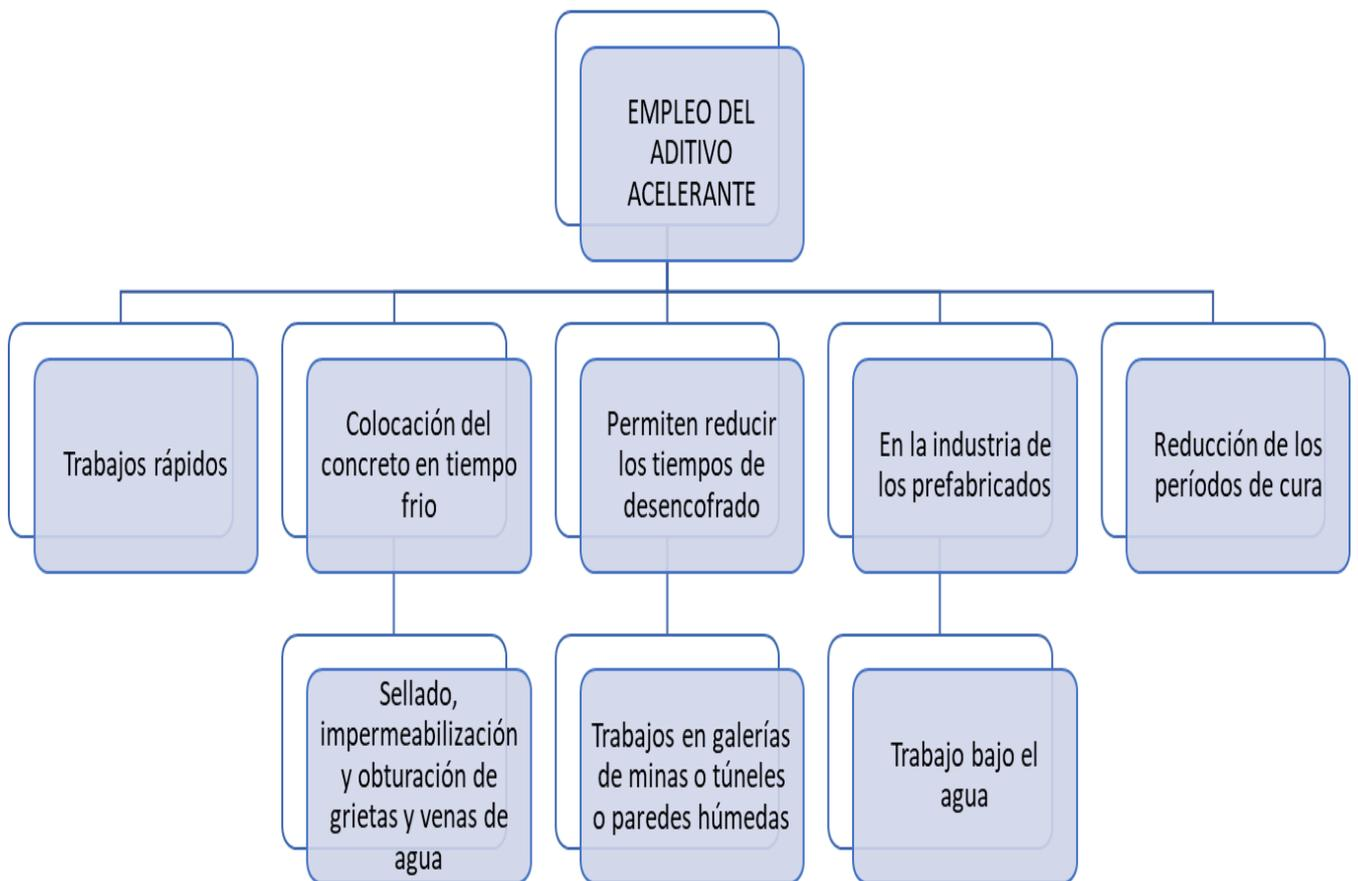 EMPLEO DEL
ADITIVO
ACELERANTE
Trabajos rápidos
Colocación del
concreto en tiempo
frio
Permiten reducir
los tiempos de
desencofrado
En la industria de
los prefabricados
Reducción de los
períodos de cura
Sellado,
impermeabilización
y obturación de
grietas y venas de
agua
Trabajos en galerías
de minas o túneles
o paredes húmedas
Trabajo bajo el
agua